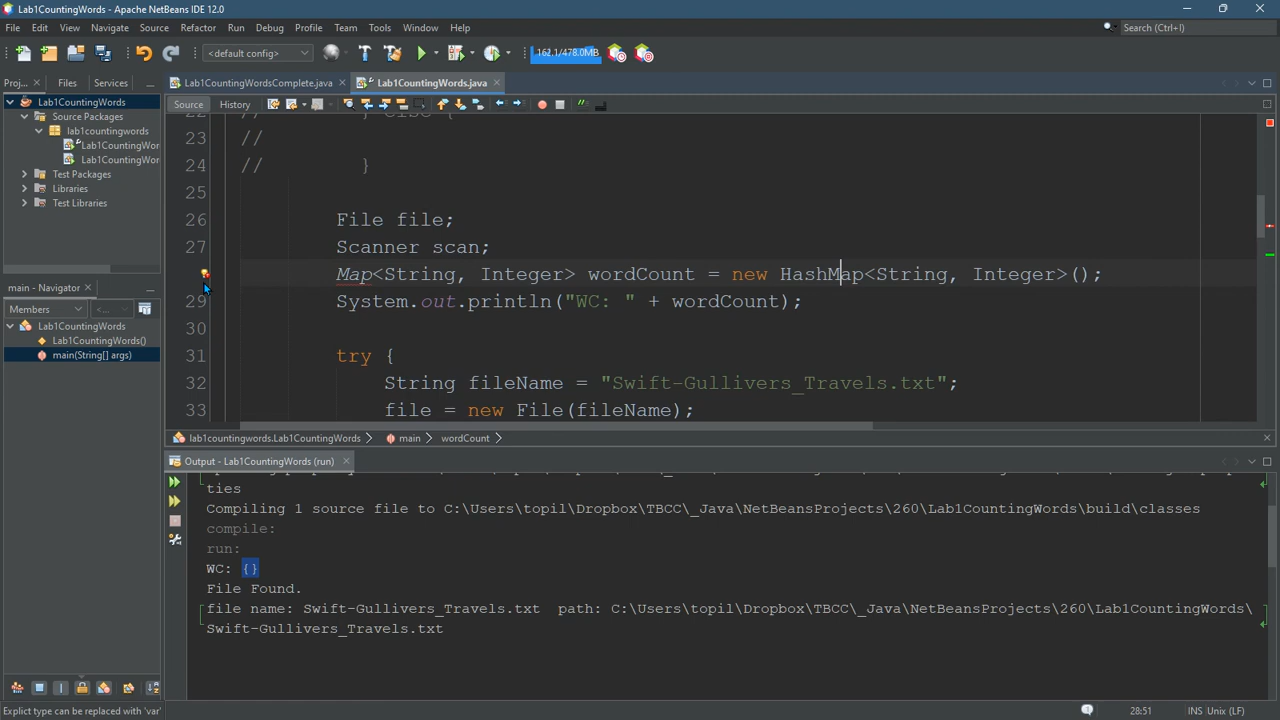 Lab1CountingWords - Apache NetBeans IDE 12.0
File Edit View Navigate Source Refactor Run Debug Profile Team Tools Window Help
Search (Ctrl+I)
<default config>
162.1/478.0MB
Proj... Files Services
Lab1CountingWordsComplete.java Lab1CountingWords.java
Lab1CountingWords
Source Packages
lab1countingwords
Lab1CountingWor
Lab1CountingWor
Test Packages
Libraries
Test Libraries
main - Navigator
Members
<empty>
Lab1CountingWords
Lab1CountingWords()
main(String[] args)
Source History
22 // } else {
23 //
24 // }
25
26 File file;
27 Scanner scan;
Map<String, Integer> wordCount = new HashMap<String, Integer>();
29 System.out.println("WC: " + wordCount);
30
31 try {
32 String fileName = "Swift-Gullivers_Travels.txt";
33 file = new File(fileName);
lab1countingwords.Lab1CountingWords main wordCount
Output - Lab1CountingWords (run)
ties
Compiling 1 source file to C:\Users\topil\Dropbox\TBCC\_Java\NetBeansProjects\260\Lab1CountingWords\build\classes
compile:
run:
WC: {}
File Found.
file name: Swift-Gullivers_Travels.txt path: C:\Users\topil\Dropbox\TBCC\_Java\NetBeansProjects\260\Lab1CountingWords\
Swift-Gullivers_Travels.txt
Explict type can be replaced with 'var'
28:51 INS Unix (LF)